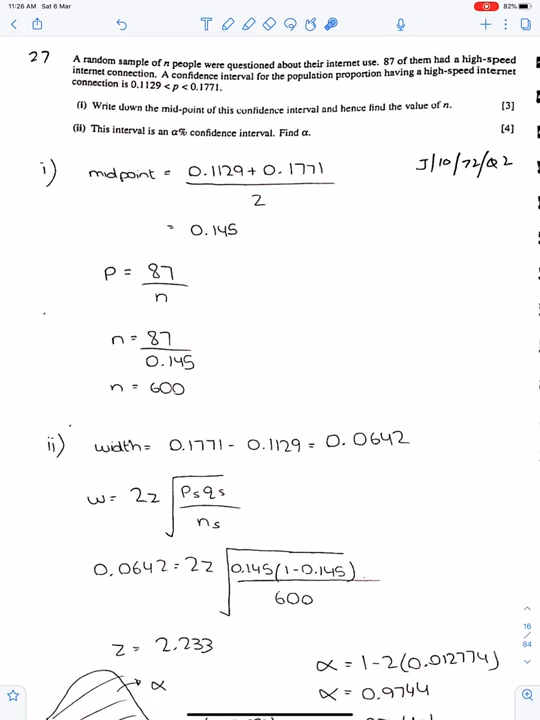 11:26 AM Sat 6 Mar
82%
27
A random sample of n people were questioned about their internet use. 87 of them had a high-speed
internet connection. A confidence interval for the population proportion having a high-speed internet
connection is 0.1129 < p < 0.1771.
(i) Write down the mid-point of this confidence interval and hence find the value of n. [3]
(ii) This interval is an α% confidence interval. Find α. [4]
J/10/72/Q2
i) midpoint = 0.1129 + 0.1771
2
= 0.145
P = 87
n
n = 87
0.145
n = 600
ii) width = 0.1771 - 0.1129 = 0.0642
w = 2z √ Ps qs
ns
0.0642 = 2z √ 0.145(1-0.145)
600
z = 2.233
α
α = 1-2(0.012774)
α = 0.9744
16
/
84